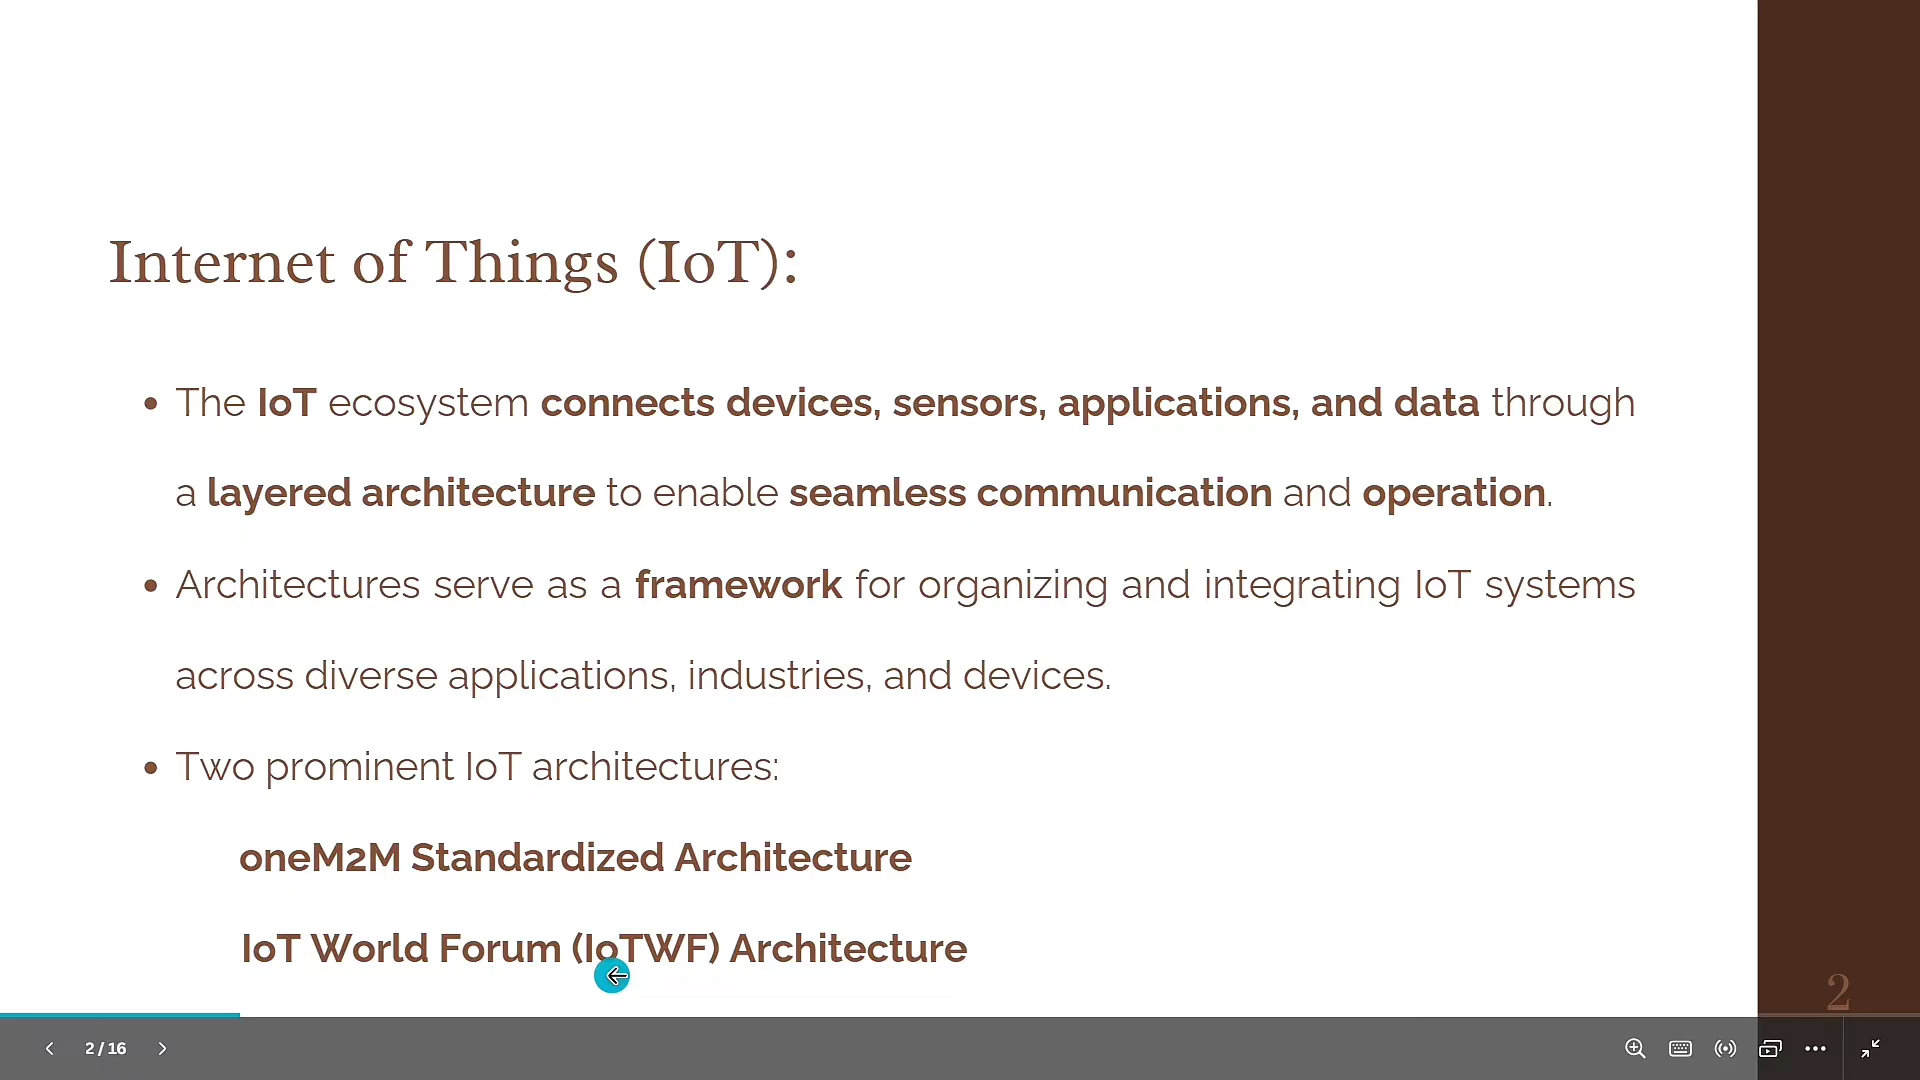 Internet of Things (IoT):
• The IoT ecosystem connects devices, sensors, applications, and data through
a layered architecture to enable seamless communication and operation.
• Architectures serve as a framework for organizing and integrating IoT systems
across diverse applications, industries, and devices.
• Two prominent IoT architectures:
oneM2M Standardized Architecture
IoT World Forum (IoTWF) Architecture
2
2 / 16